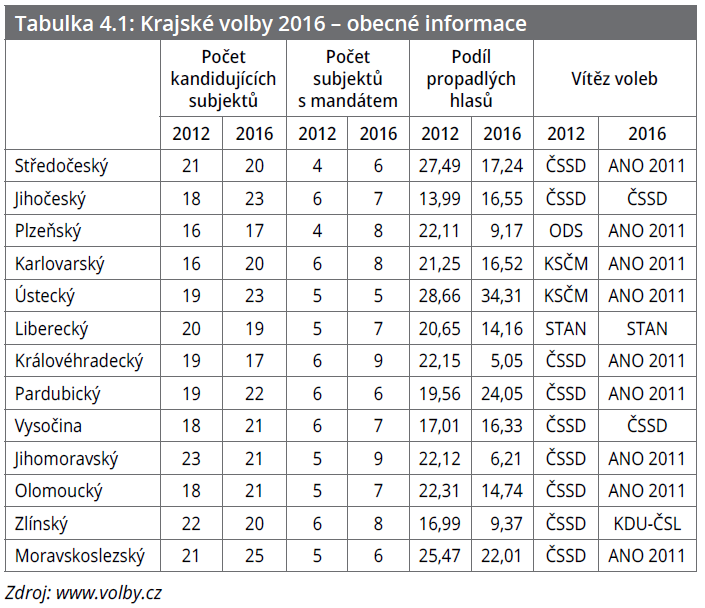 Tabulka 4.1: Krajské volby 2016 – obecné informace
Počet kandidujících subjektů Počet subjektů s mandátem Podíl propadlých hlasů Vítěz voleb
2012 2016 2012 2016 2012 2016 2012 2016
Středočeský 21 20 4 6 27,49 17,24 ČSSD ANO 2011
Jihočeský 18 23 6 7 13,99 16,55 ČSSD ČSSD
Plzeňský 16 17 4 8 22,11 9,17 ODS ANO 2011
Karlovarský 16 20 6 8 21,25 16,52 KSČM ANO 2011
Ústecký 19 23 5 5 28,66 34,31 KSČM ANO 2011
Liberecký 20 19 5 7 20,65 14,16 STAN STAN
Královéhradecký 19 17 6 9 22,15 5,05 ČSSD ANO 2011
Pardubický 19 22 6 6 19,56 24,05 ČSSD ANO 2011
Vysočina 18 21 6 7 17,01 16,33 ČSSD ČSSD
Jihomoravský 23 21 5 9 22,12 6,21 ČSSD ANO 2011
Olomoucký 18 21 5 7 22,31 14,74 ČSSD ANO 2011
Zlínský 22 20 6 8 16,99 9,37 ČSSD KDU-ČSL
Moravskoslezský 21 25 5 6 25,47 22,01 ČSSD ANO 2011
Zdroj: www.volby.cz